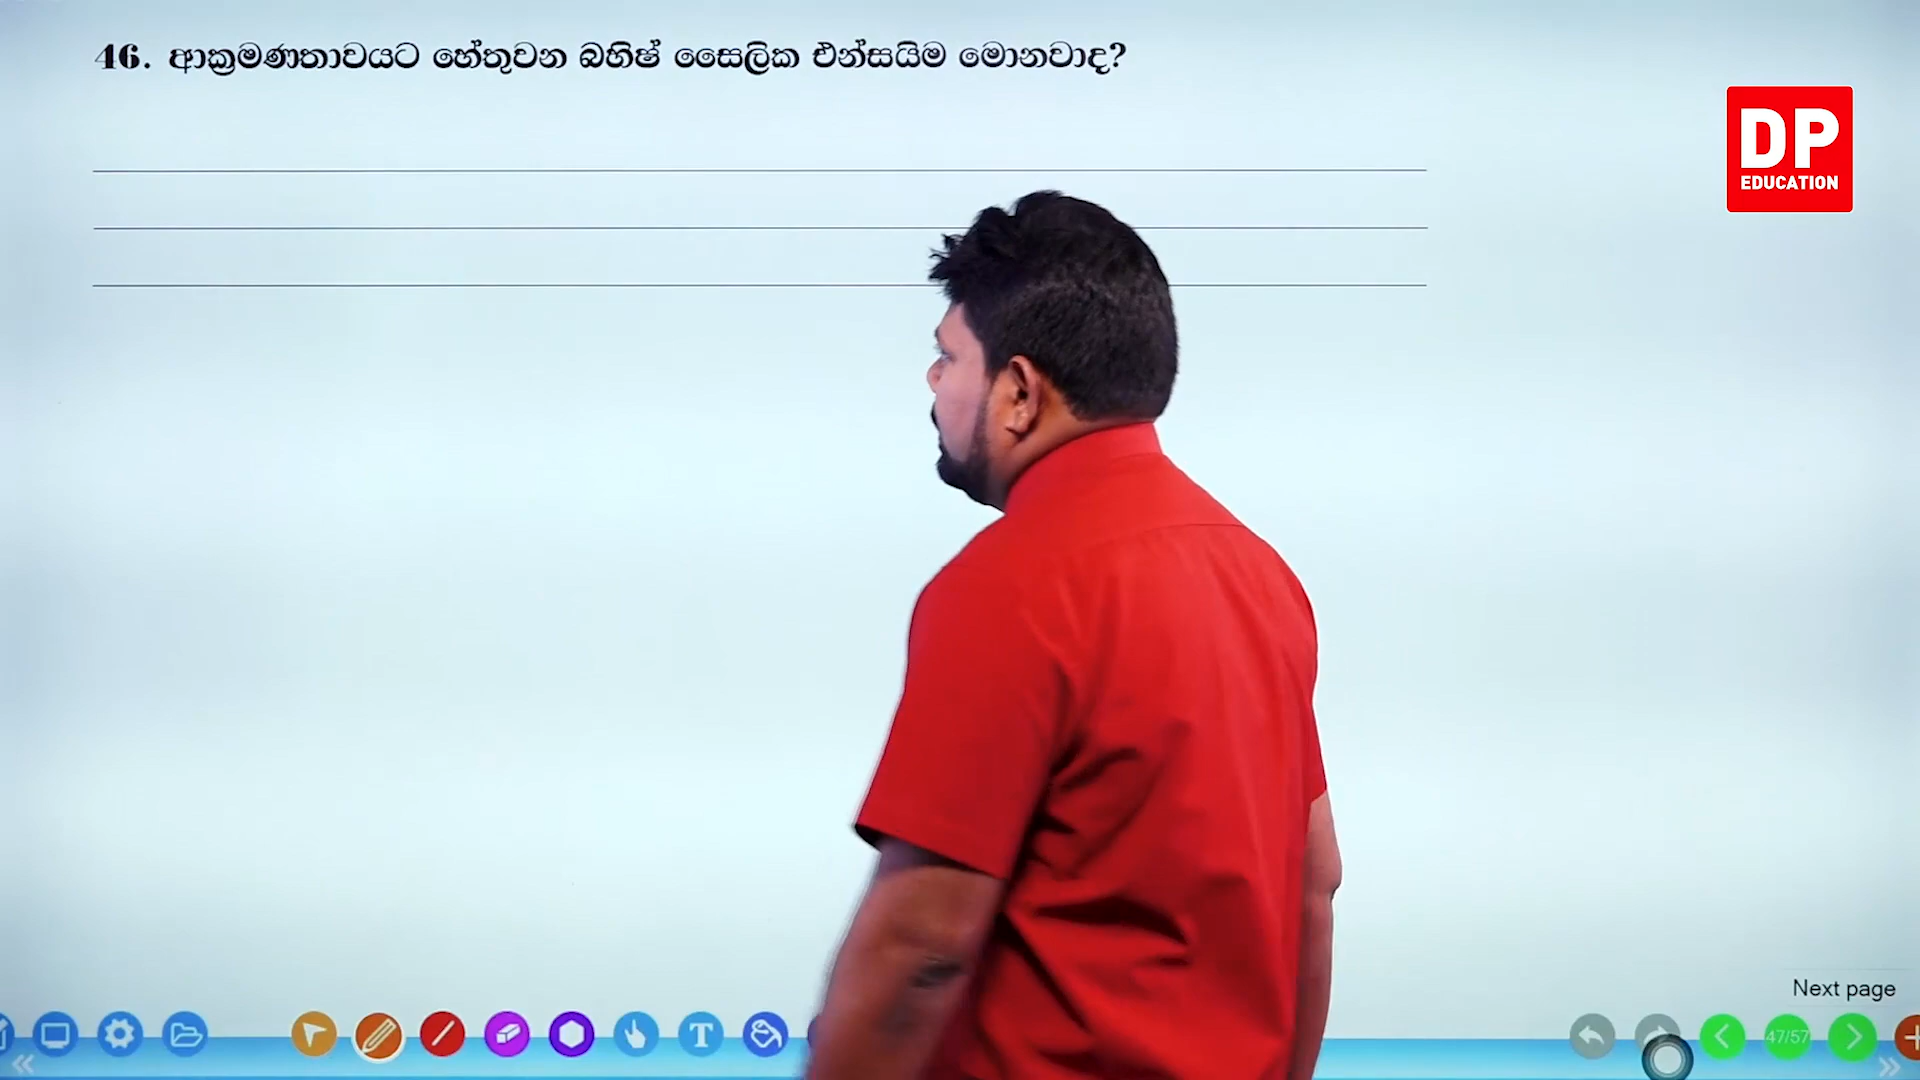 46. ආක්‍රමණතාවයට හේතුවන බහිෂ් සෛලික එන්සයිම මොනවාද?
DP
EDUCATION
Next page
T
47/57